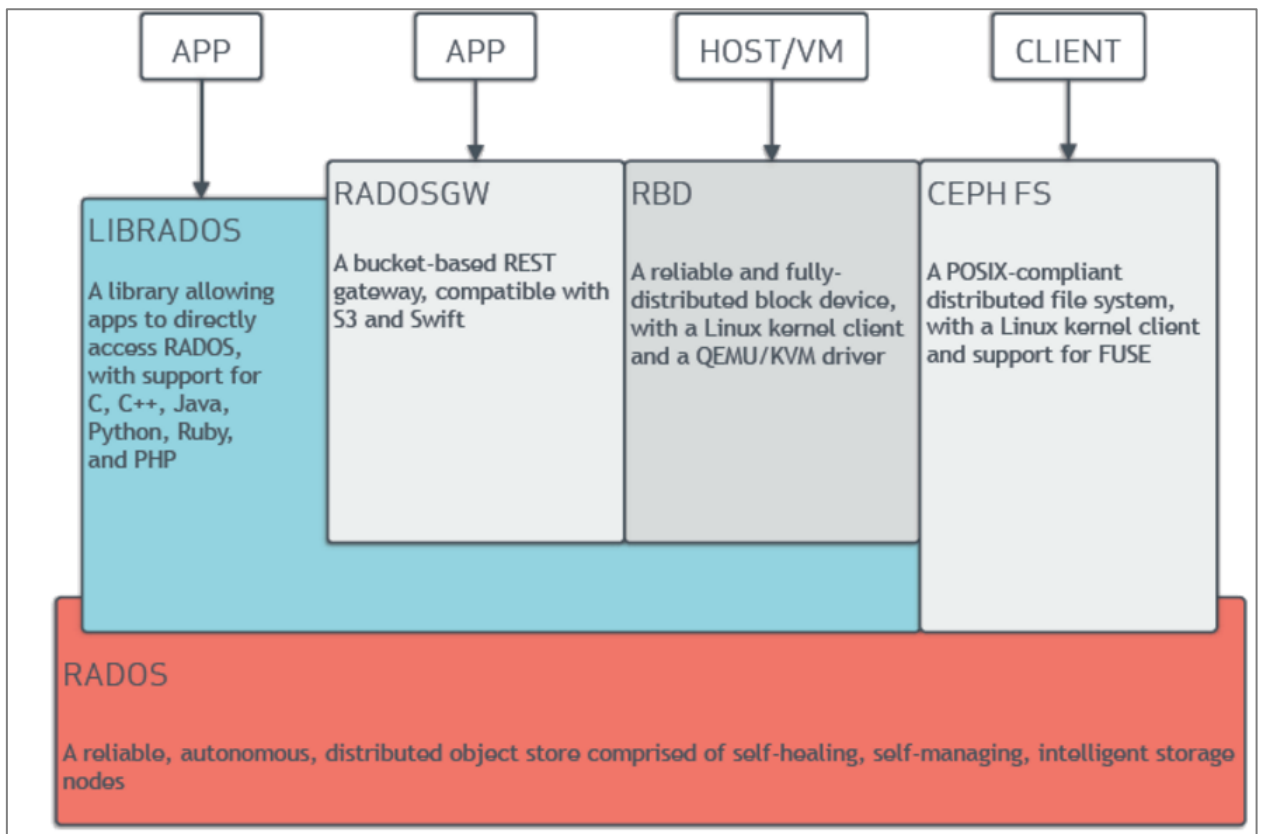 APP
APP
HOST/VM
CLIENT
LIBRADOS
A library allowing
apps to directly
access RADOS,
with support for
C, C++, Java,
Python, Ruby,
and PHP
RADOSGW
A bucket-based REST
gateway, compatible with
S3 and Swift
RBD
A reliable and fully-
distributed block device,
with a Linux kernel client
and a QEMU/KVM driver
CEPH FS
A POSIX-compliant
distributed file system,
with a Linux kernel client
and support for FUSE
RADOS
A reliable, autonomous, distributed object store comprised of self-healing, self-managing, intelligent storage
nodes